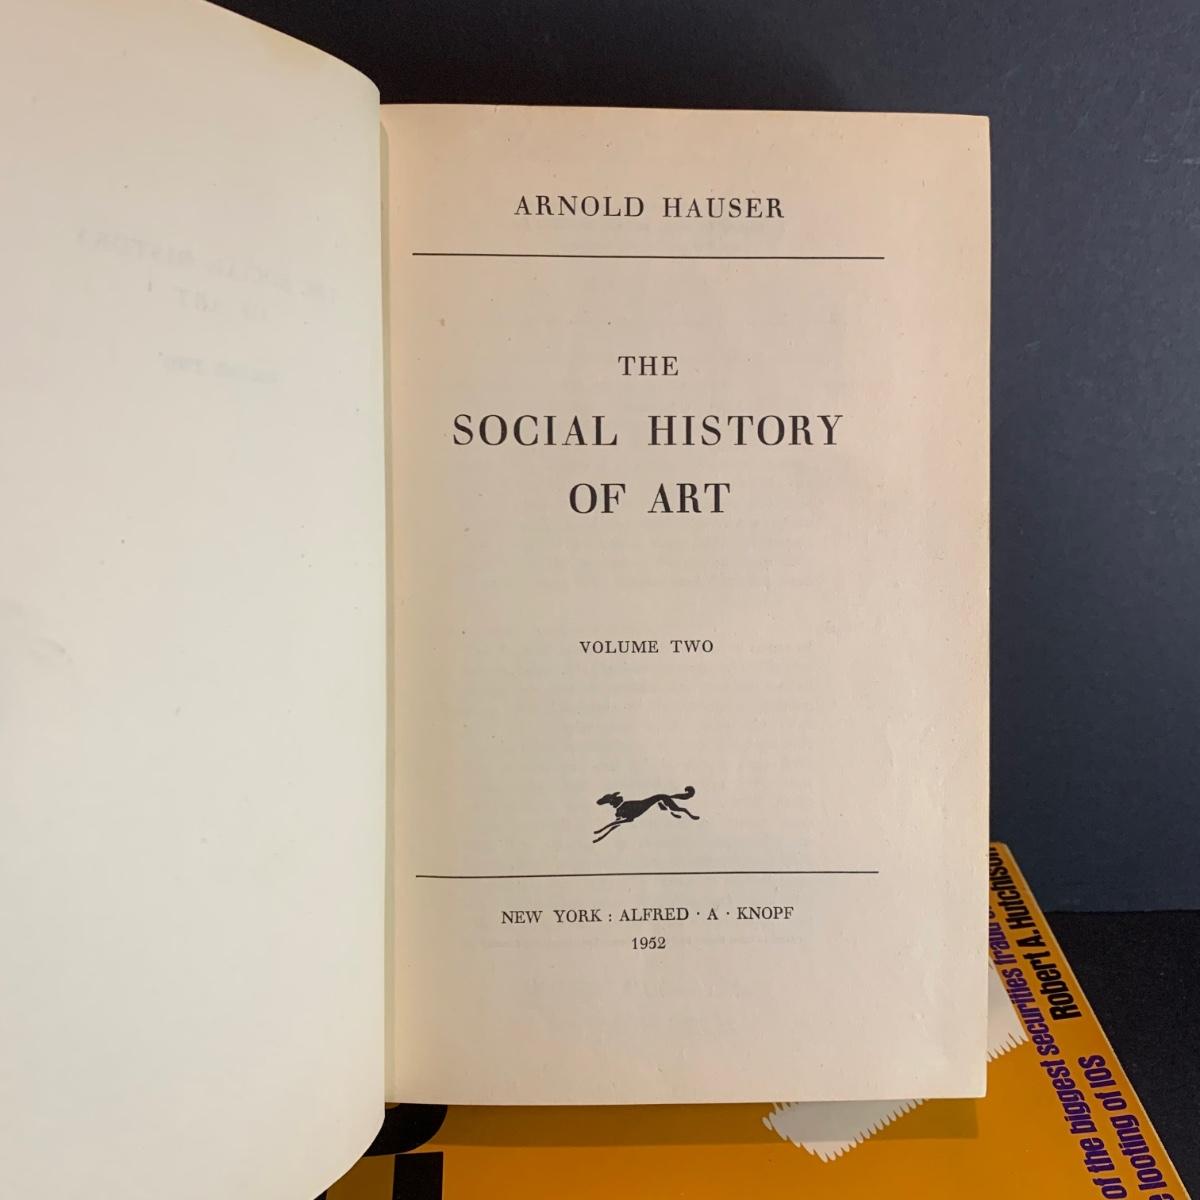 ARNOLD HAUSER
THE
SOCIAL HISTORY
OF ART
VOLUME TWO
NEW YORK : ALFRED · A · KNOPF
1952
of the biggest securities fraud
looting of IOS
Robert A. Hutchison